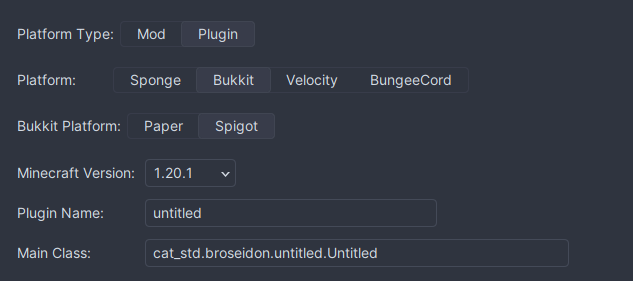 Platform Type: Mod Plugin
Platform: Sponge Bukkit Velocity BungeeCord
Bukkit Platform: Paper Spigot
Minecraft Version: 1.20.1
Plugin Name: untitled
Main Class: cat_std.broseidon.untitled.Untitled